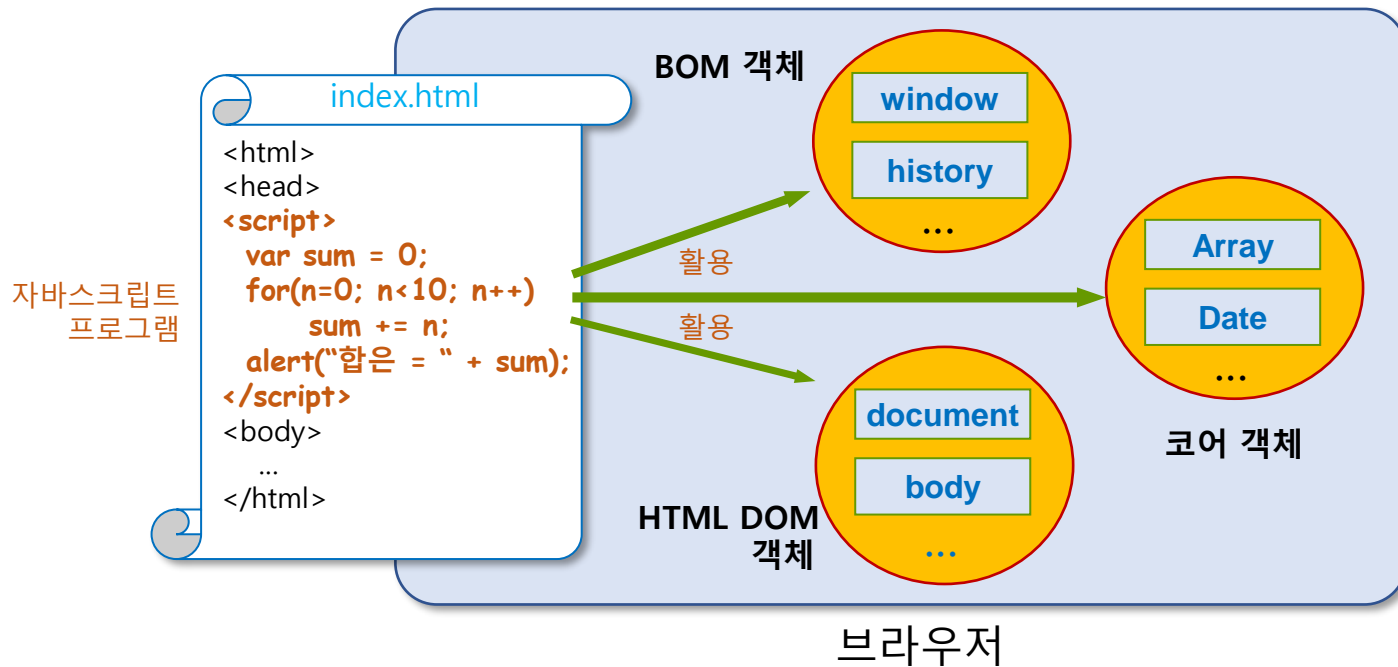 index.html
<html>
<head>
<script>
var sum = 0;
for(n=0; n<10; n++)
sum += n;
alert(“합은 = “ + sum);
</script>
<body>
...
</html>
자바스크립트
프로그램
BOM 객체
window
history
...
활용
활용
Array
Date
...
코어 객체
document
body
...
HTML DOM
객체
브라우저